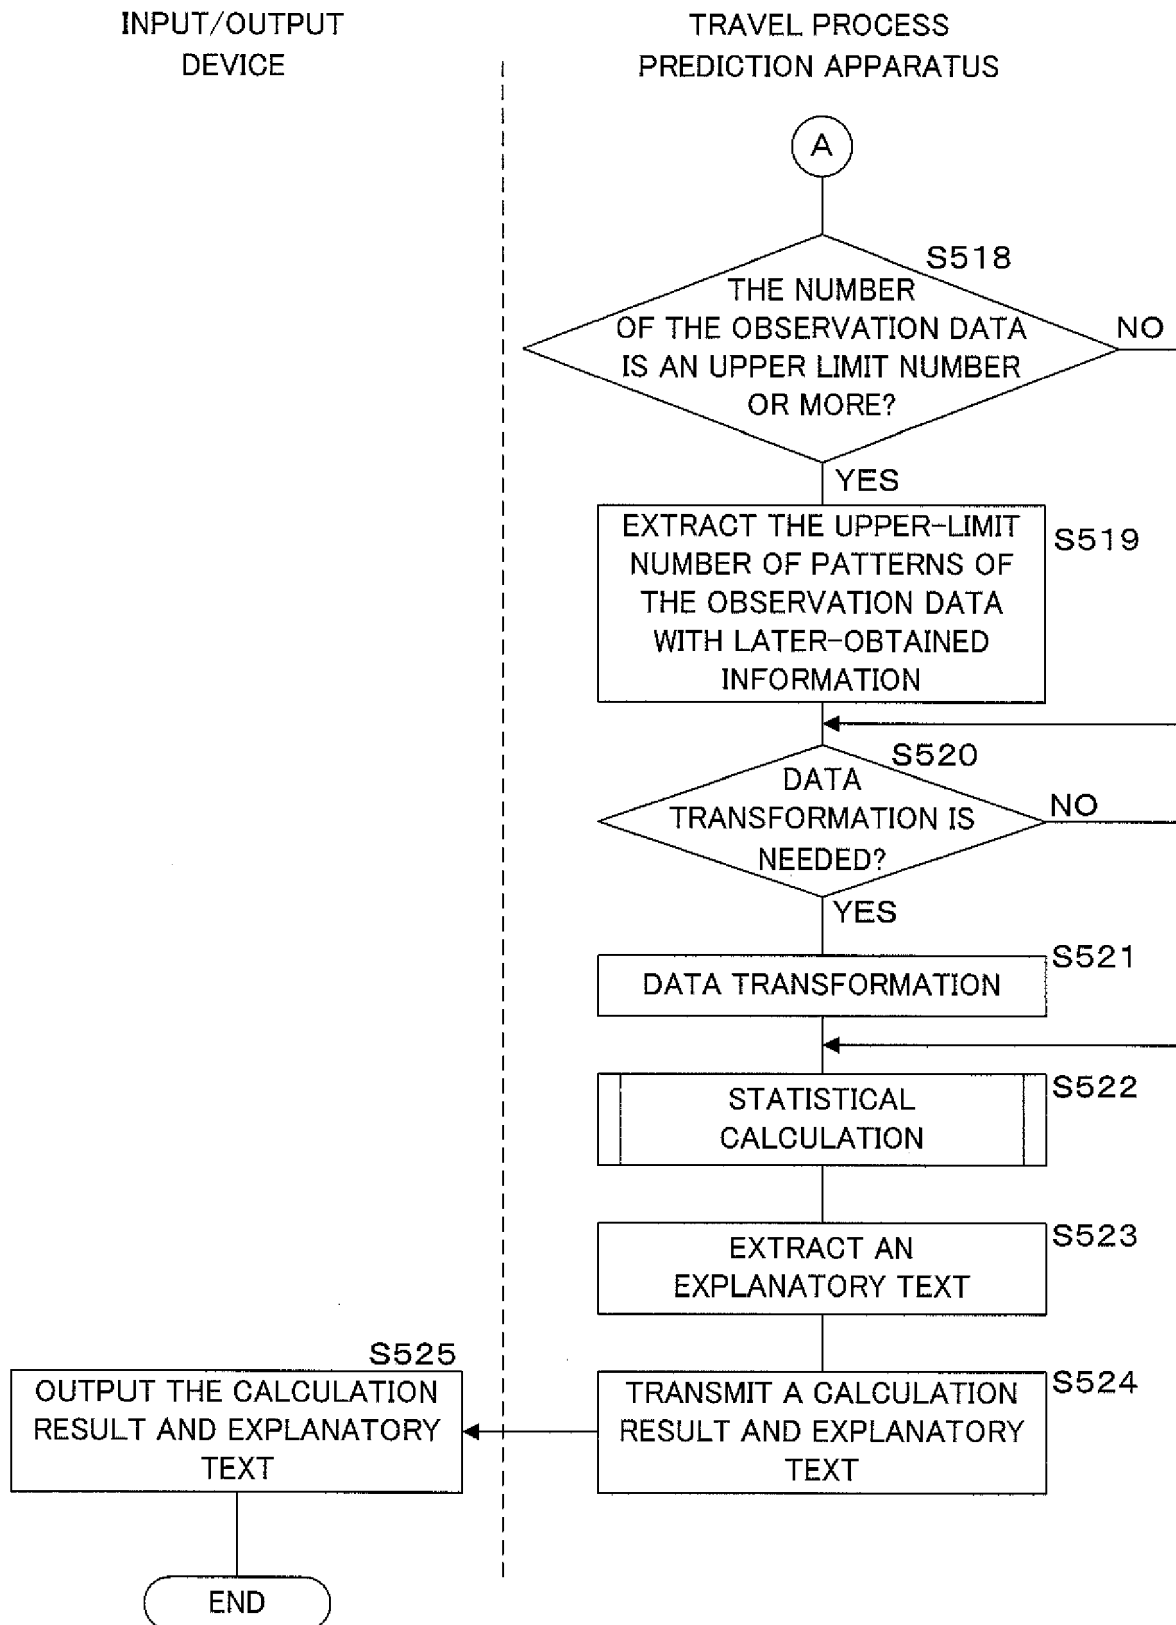 INPUT/OUTPUT
DEVICE
TRAVEL PROCESS
PREDICTION APPARATUS
A
S518
THE NUMBER
OF THE OBSERVATION DATA
IS AN UPPER LIMIT NUMBER
OR MORE?
NO
YES
EXTRACT THE UPPER-LIMIT
NUMBER OF PATTERNS OF
THE OBSERVATION DATA
WITH LATER-OBTAINED
INFORMATION
S519
S520
DATA
TRANSFORMATION IS
NEEDED?
NO
YES
S521
DATA TRANSFORMATION
S522
STATISTICAL
CALCULATION
S523
EXTRACT AN
EXPLANATORY TEXT
S524
TRANSMIT A CALCULATION
RESULT AND EXPLANATORY
TEXT
S525
OUTPUT THE CALCULATION
RESULT AND EXPLANATORY
TEXT
END